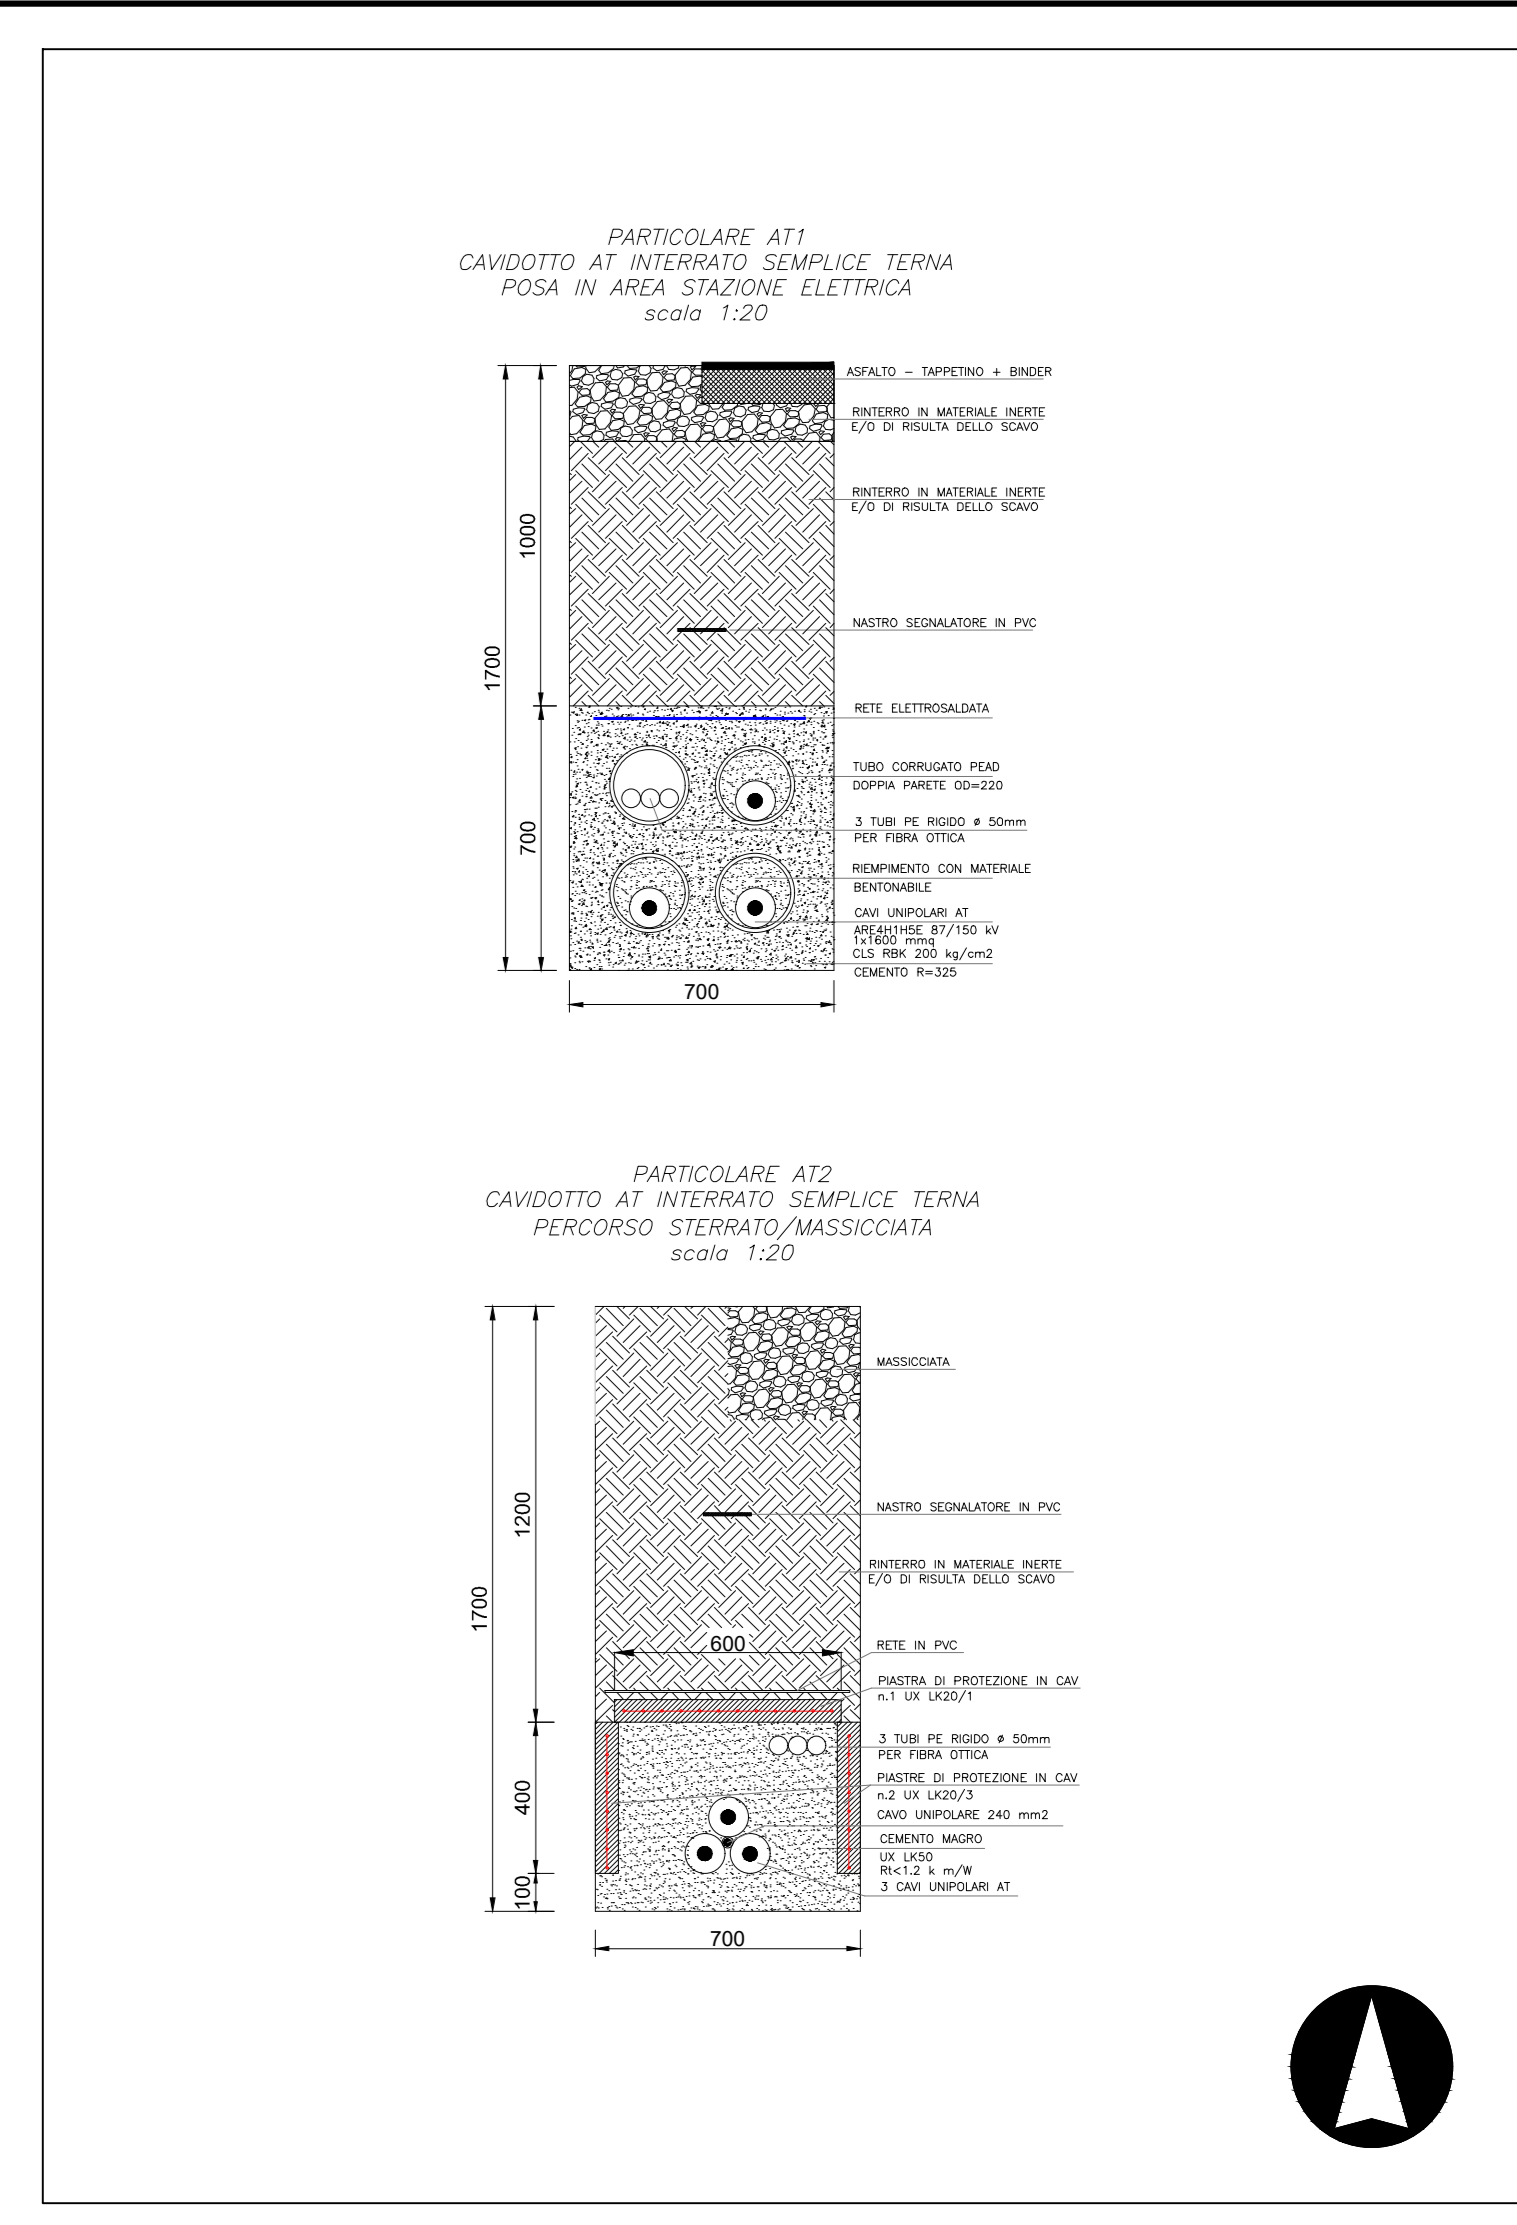 PARTICOLARE AT1
CAVIDOTTO AT INTERRATO SEMPLICE TERNA
POSA IN AREA STAZIONE ELETTRICA
scala 1:20
ASFALTO - TAPPETINO + BINDER
RINTERRO IN MATERIALE INERTE
E/O DI RISULTA DELLO SCAVO
RINTERRO IN MATERIALE INERTE
E/O DI RISULTA DELLO SCAVO
1000
NASTRO SEGNALATORE IN PVC
1700
RETE ELETTROSALDATA
TUBO CORRUGATO PEAD
DOPPIA PARETE OD=220
3 TUBI PE RIGIDO ø 50mm
PER FIBRA OTTICA
700
RIEMPIMENTO CON MATERIALE
BENTONABILE
CAVI UNIPOLARI AT
ARE4H1H5E 87/150 kV
1x1600 mmq
CLS RBK 200 kg/cm2
CEMENTO R=325
700
PARTICOLARE AT2
CAVIDOTTO AT INTERRATO SEMPLICE TERNA
PERCORSO STERRATO/MASSICCIATA
scala 1:20
MASSICCIATA
NASTRO SEGNALATORE IN PVC
1200
RINTERRO IN MATERIALE INERTE
E/O DI RISULTA DELLO SCAVO
1700
600
RETE IN PVC
PIASTRA DI PROTEZIONE IN CAV
n.1 UX LK20/1
3 TUBI PE RIGIDO ø 50mm
PER FIBRA OTTICA
PIASTRE DI PROTEZIONE IN CAV
n.2 UX LK20/3
400
CAVO UNIPOLARE 240 mm2
CEMENTO MAGRO
UX LK50
Rt<1.2 k m/W
3 CAVI UNIPOLARI AT
100
700